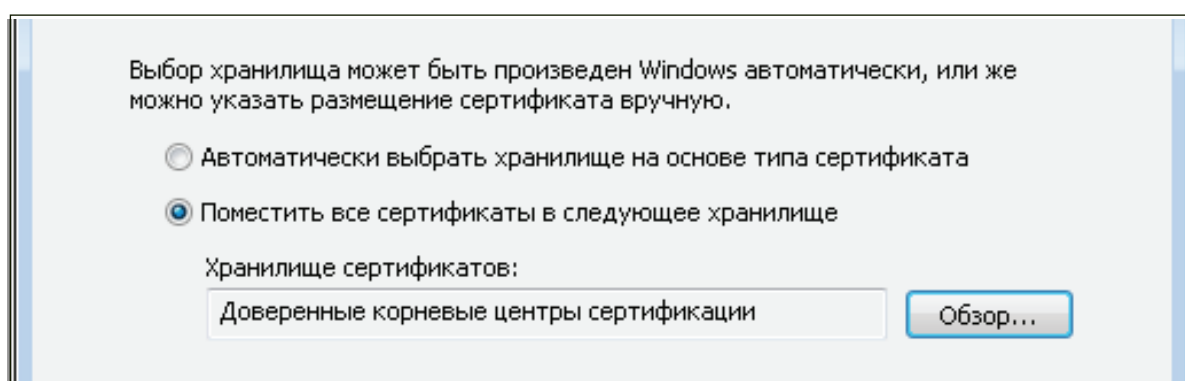 Выбор хранилища может быть произведен Windows автоматически, или же
можно указать размещение сертификата вручную.
Автоматически выбрать хранилище на основе типа сертификата
Поместить все сертификаты в следующее хранилище
Хранилище сертификатов:
Доверенные корневые центры сертификации
Обзор...